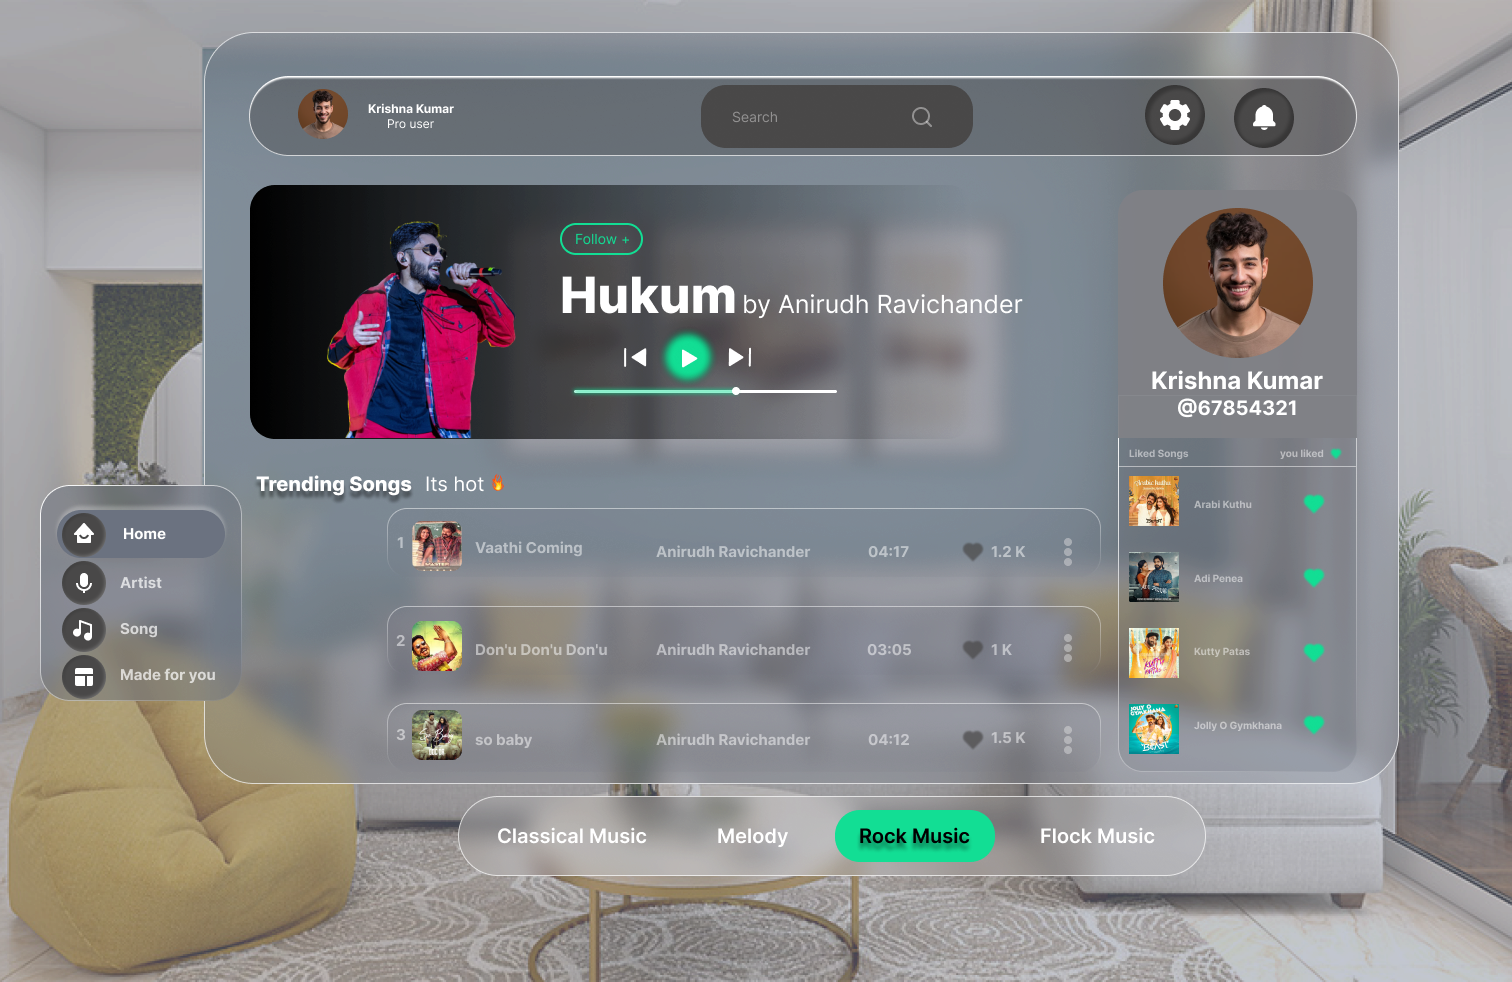 Krishna Kumar
Pro user
Search
Follow +
Hukum by Anirudh Ravichander
Krishna Kumar
@67854321
Liked Songs you liked
Arabi Kuthu
Adi Penea
Kutty Patas
Jolly O Gymkhana
JOLLY O
GYMKHANA
BEAST
Trending Songs Its hot
1 Vaathi Coming Anirudh Ravichander 04:17 1.2 K
2 Don'u Don'u Don'u Anirudh Ravichander 03:05 1 K
3 so baby Anirudh Ravichander 04:12 1.5 K
Home
Artist
Song
Made for you
Classical Music Melody Rock Music Flock Music